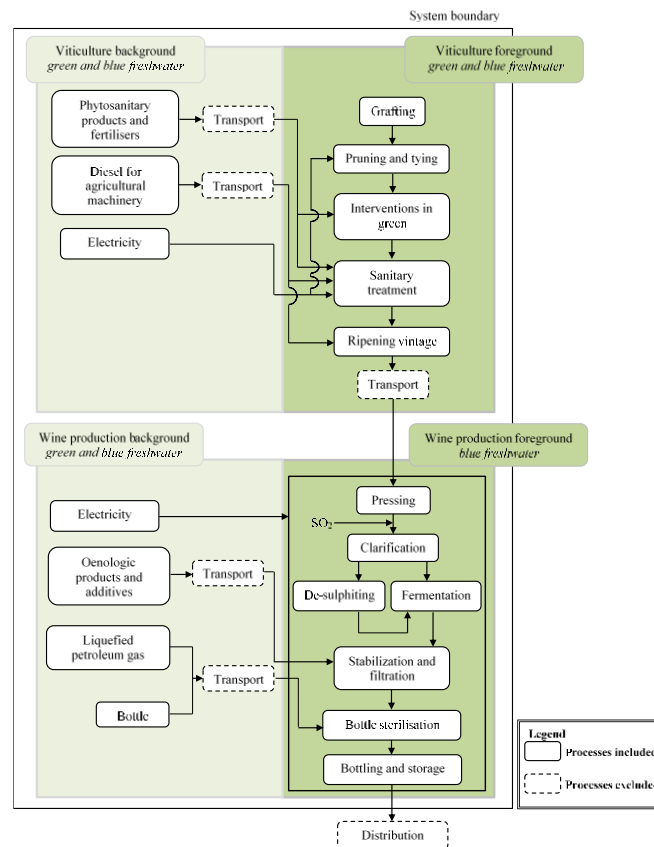 System boundary
Viticulture background
green and blue freshwater
Viticulture foreground
green and blue freshwater
Phytosanitary
products and
fertilisers
Transport
Grafting
Pruning and tying
Diesel for
agricultural
machinery
Transport
Interventions in
green
Electricity
Sanitary
treatment
Ripening vintage
Transport
Wine production background
green and blue freshwater
Wine production foreground
blue freshwater
Pressing
Electricity
SO2
Clarification
Oenologic
products and
additives
Transport
De-sulphiting
Fermentation
Liquefied
petroleum gas
Stabilization and
filtration
Transport
Bottle
Bottle sterilisation
Bottling and storage
Legend
Processes included
Processes exclude
Distribution